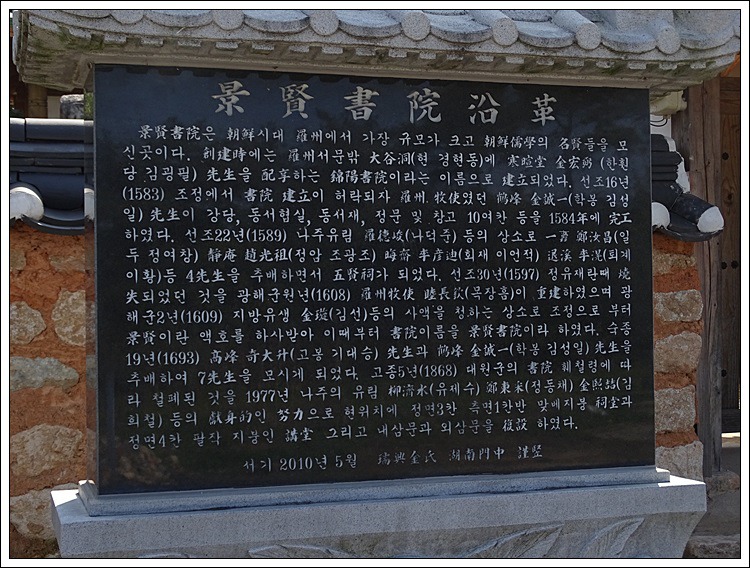 景賢書院沿革
景賢書院은 朝鮮시대 羅州에서 가장 규모가 크고 朝鮮儒學의 名賢들을 모
신곳이다. 創建時에는 羅州서문밖 大谷洞(현 경현동)에 寒暄堂 金宏弼 (한훤
당 김굉필) 先生을 配享하는 錦陽書院이라는 이름으로 建立되었다. 선조16년
(1583) 조정에서 書院 建立이 허락되자 羅州 牧使였던 鶴峰 金誠一(학봉 김성
일) 先生이 강당, 동서협실, 동서재, 정문 및 창고 10여찬 등을 1584年에 完工
하였다. 선조22년(1589) 나주유림 羅德峻(나덕준) 등의 상소로 一蠹 鄭汝昌(일
두 정여창) 靜庵 趙光祖(정암 조광조) 晦齋 李彦迪(회재 이언적) 退溪 李滉(퇴계
이황)등 4先生을 추배하면서 五賢祠가 되었다. 선조30년(1597) 정유재란때 燒
失되었던 것을 광해군원년(1608) 羅州牧使 睦長欽(목장흠)이 重建하였으며 광
해군2년(1609) 지방유생 金璇(김선)등의 사액을 청하는 상소로 조정으로 부터
景賢이란 액호를 하사받아 이때부터 書院이름을 景賢書院이라 하였다. 숙종
19년(1693) 高峰 奇大升(고봉 기대승) 先生과 鶴峰 金誠一(학봉 김성일) 先生을
추배하여 7先生을 모시게 되었다. 고종5년(1868) 대원군의 書院 훼철령에 따
라 철폐된 것을 1977년 나주의 유림 柳濟水(유제수) 鄭東采(정동채) 金熙喆(김
희철) 등의 獻身的인 努力으로 현위치에 정면3칸 측면1칸반 맞배지붕 祠堂과
정면4칸 팔작 지붕인 講堂 그리고 내삼문과 외삼문을 復設 하였다.
서기 2010년 5월 瑞興金氏 湖南門中 謹竪